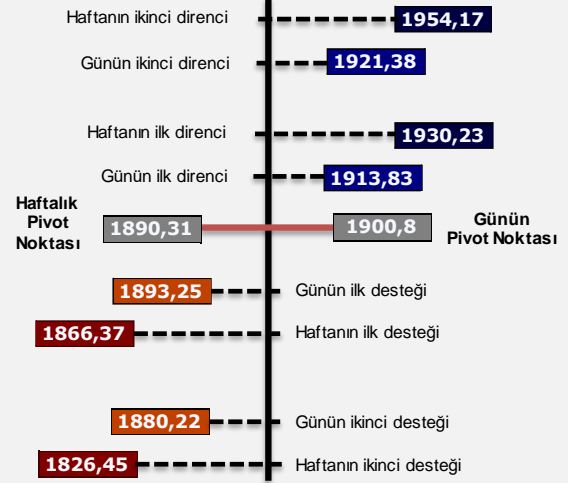 Haftanın ikinci direnci 1954,17
Günün ikinci direnci 1921,38
Haftanın ilk direnci 1930,23
Günün ilk direnci 1913,83
Haftalık
Pivot
Noktası
1890,31
1900,8
Günün
Pivot Noktası
1893,25 Günün ilk desteği
1866,37 Haftanın ilk desteği
1880,22 Günün ikinci desteği
1826,45 Haftanın ikinci desteği